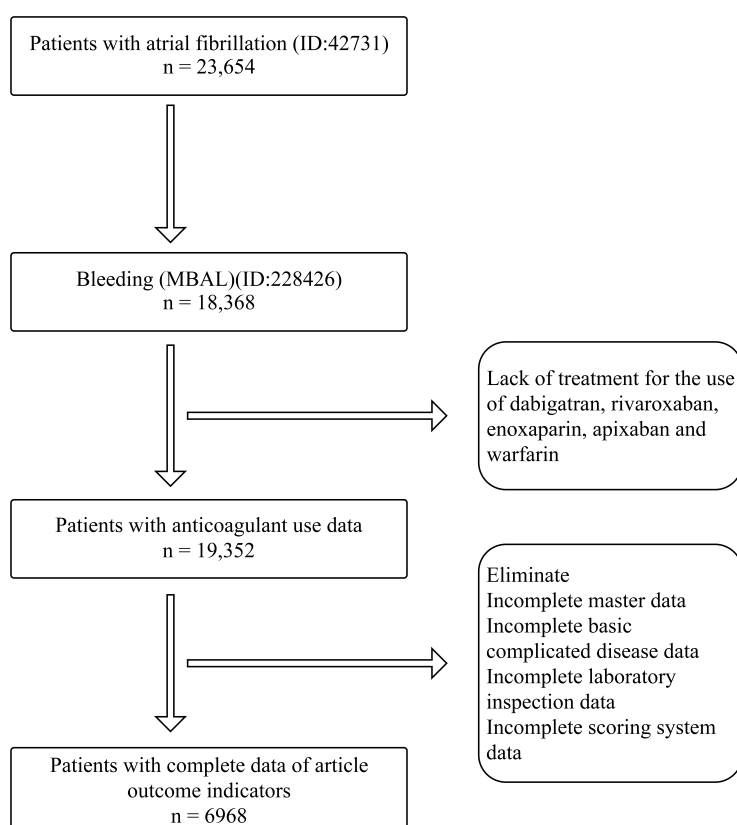 Patients with atrial fibrillation (ID:42731)
n = 23,654
Bleeding (MBAL)(ID:228426)
n = 18,368
Lack of treatment for the use
of dabigatran, rivaroxaban,
enoxaparin, apixaban and
warfarin
Patients with anticoagulant use data
n = 19,352
Eliminate
Incomplete master data
Incomplete basic
complicated disease data
Incomplete laboratory
inspection data
Incomplete scoring system
data
Patients with complete data of article
outcome indicators
n = 6968